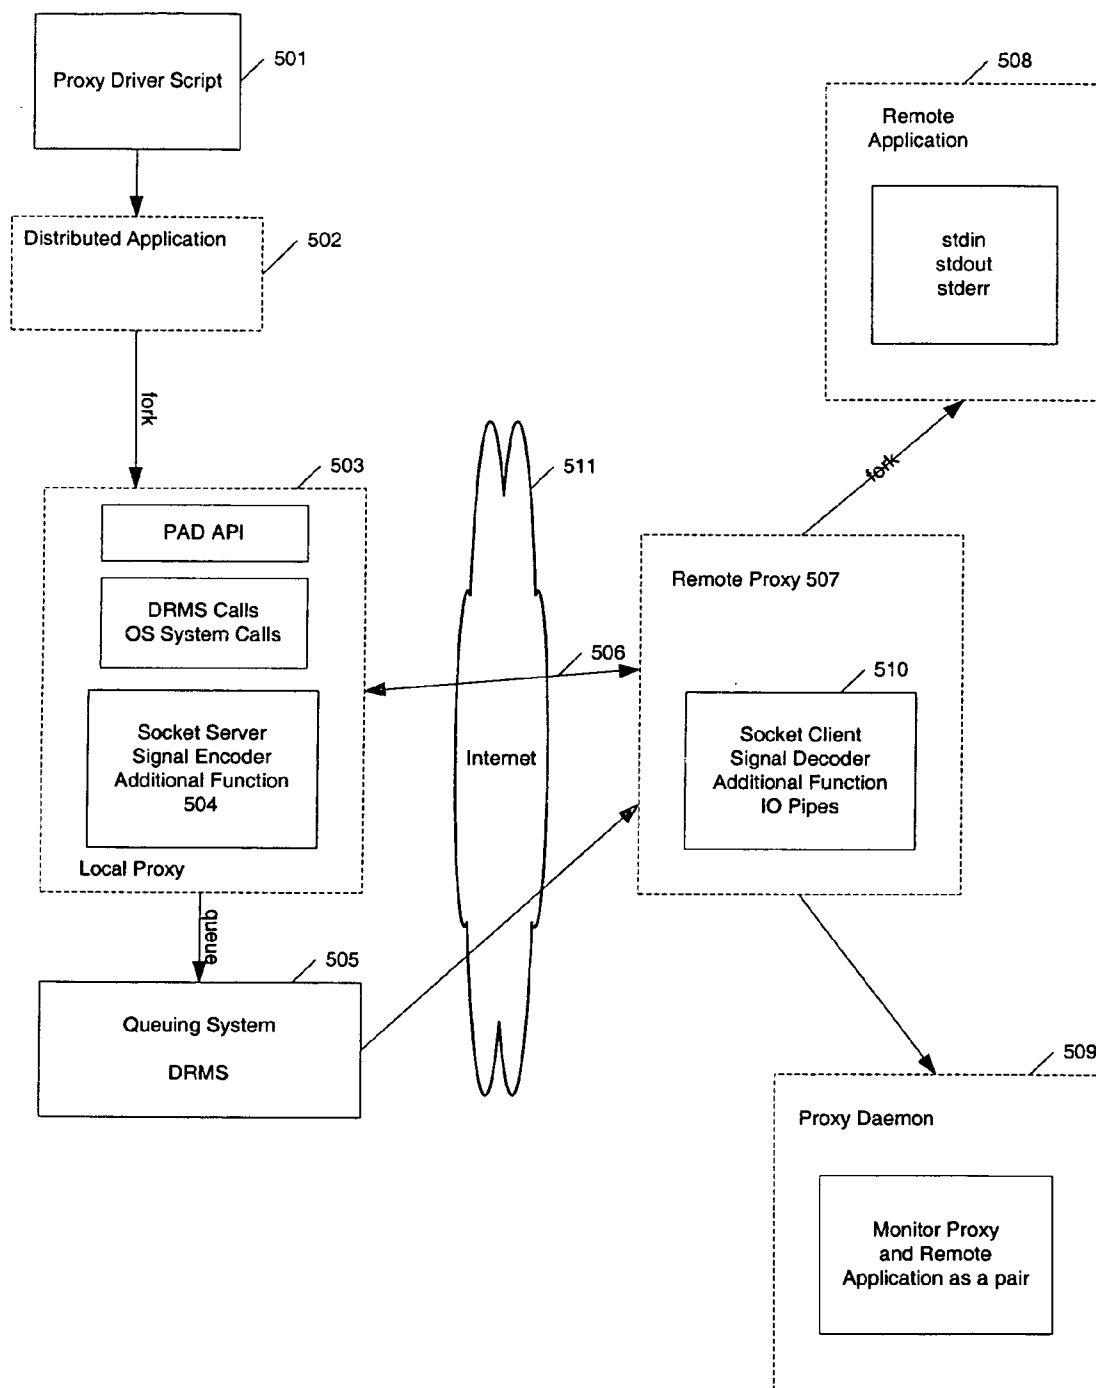 Proxy Driver Script
501
Distributed Application
502
fork
503
PAD API
DRMS Calls
OS System Calls
Socket Server
Signal Encoder
Additional Function
504
Local Proxy
queue
505
Queuing System
DRMS
511
506
Internet
508
Remote
Application
stdin
stdout
stderr
fork
Remote Proxy 507
510
Socket Client
Signal Decoder
Additional Function
IO Pipes
509
Proxy Daemon
Monitor Proxy
and Remote
Application as a pair